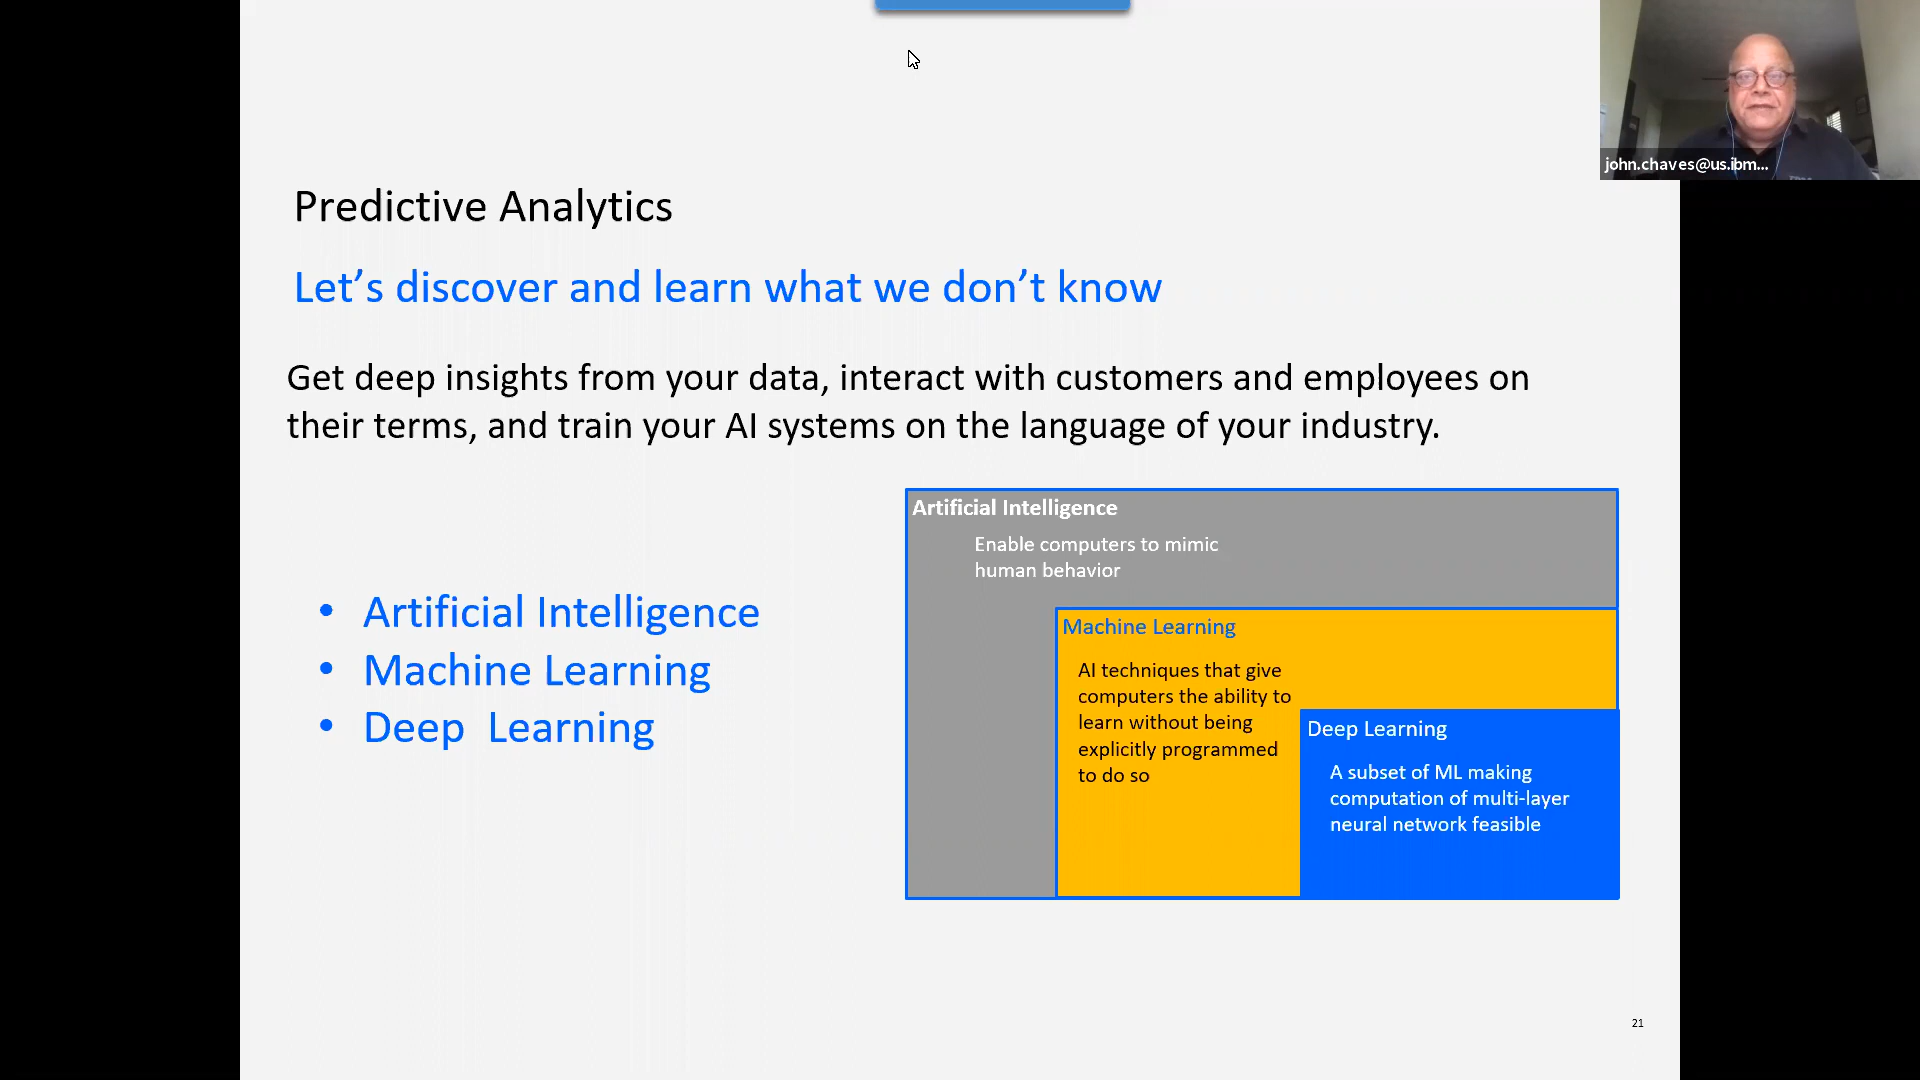 john.chaves@us.ibm...
Predictive Analytics
Let’s discover and learn what we don’t know
Get deep insights from your data, interact with customers and employees on
their terms, and train your AI systems on the language of your industry.
• Artificial Intelligence
• Machine Learning
• Deep  Learning
Artificial Intelligence
Enable computers to mimic
human behavior
Machine Learning
AI techniques that give
computers the ability to
learn without being
explicitly programmed
to do so
Deep Learning
A subset of ML making
computation of multi-layer
neural network feasible
21